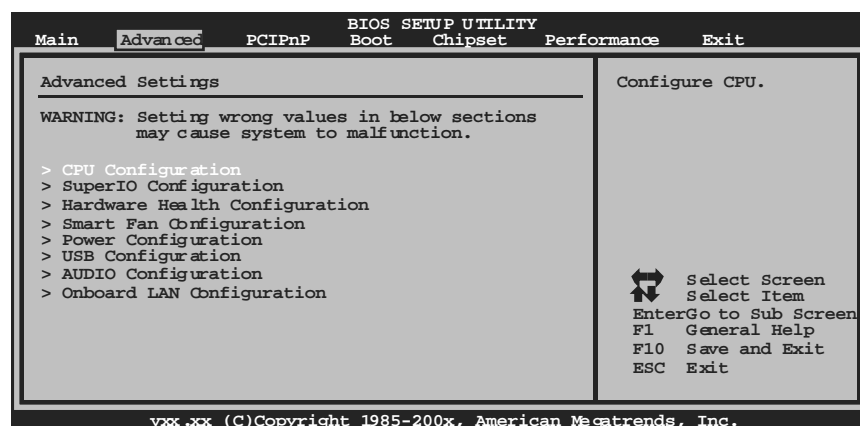 BIOS SETUP UTILITY
Main Advanced PCIPnP Boot Chipset Performance Exit
Advanced Settings
WARNING: Setting wrong values in below sections
may cause system to malfunction.
> CPU Configuration
> SuperIO Configuration
> Hardware Health Configuration
> Smart Fan Configuration
> Power Configuration
> USB Configuration
> AUDIO Configuration
> Onboard LAN Configuration
Configure CPU.
Select Screen
Select Item
Enter Go to Sub Screen
F1 General Help
F10 Save and Exit
ESC Exit
vxx.xx (C)Copyright 1985-200x, American Megatrends, Inc.